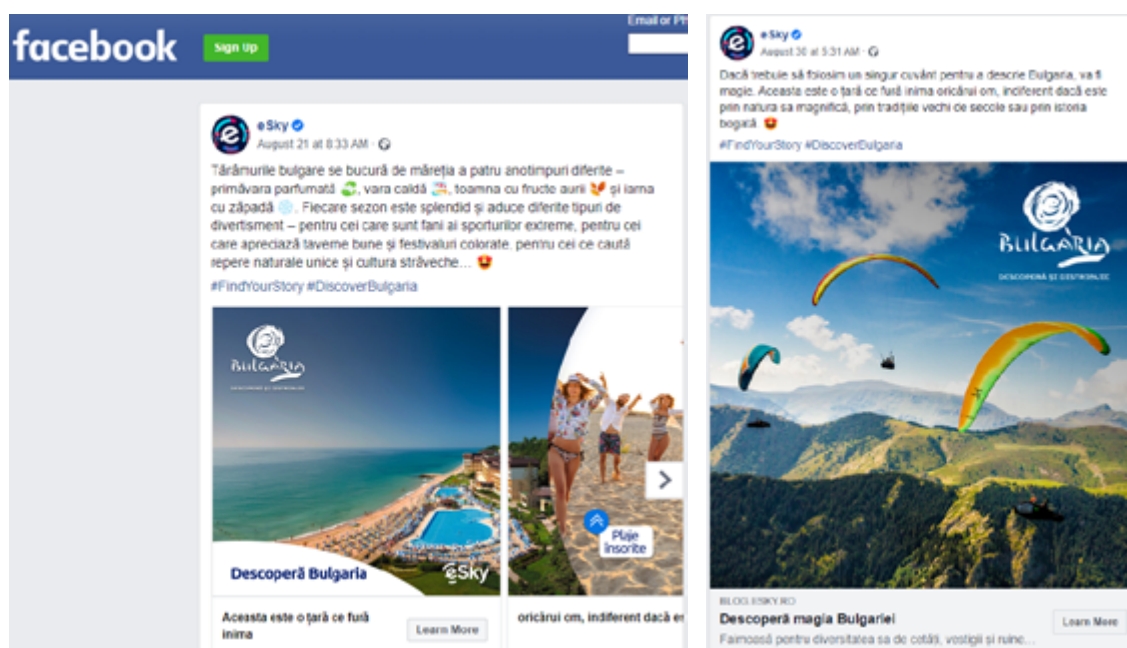 facebook
Sign Up
Email or Ph
eSky
August 21 at 8:33 AM ·
Tărâmurile bulgare se bucură de măreția a patru anotimpuri diferite –
primăvara parfumată , vara caldă , toamna cu fructe aurii și iarna
cu zăpadă . Fiecare sezon este splendid și aduce diferite tipuri de
divertisment – pentru cei care sunt fani ai sporturilor extreme, pentru cei
care apreciază taverne bune și festivaluri colorate, pentru cei ce caută
repere naturale unice și cultura străveche…
#FindYourStory #DiscoverBulgaria
BULGARIA
DESCOPERĂ ȘI DISTRIBUIE
Descoperă Bulgaria
eSky
Plaje
însorite
Aceasta este o țară ce fură
inima
Learn More
oricărui om, indiferent dacă es
eSky
August 30 at 5:31 AM ·
Dacă trebuie să folosim un singur cuvânt pentru a descrie Bulgaria, va fi
magie. Aceasta este o țară ce fură inima oricărui om, indiferent dacă este
prin natura sa magnifică, prin tradițiile vechi de secole sau prin istoria
bogată.
#FindYourStory #DiscoverBulgaria
BULGARIA
DESCOPERĂ ȘI DISTRIBUIE
BLOG.ESKY.RO
Descoperă magia Bulgariei
Faimoasă pentru diversitatea sa de cetăți, vestigii și ruine…
Learn More